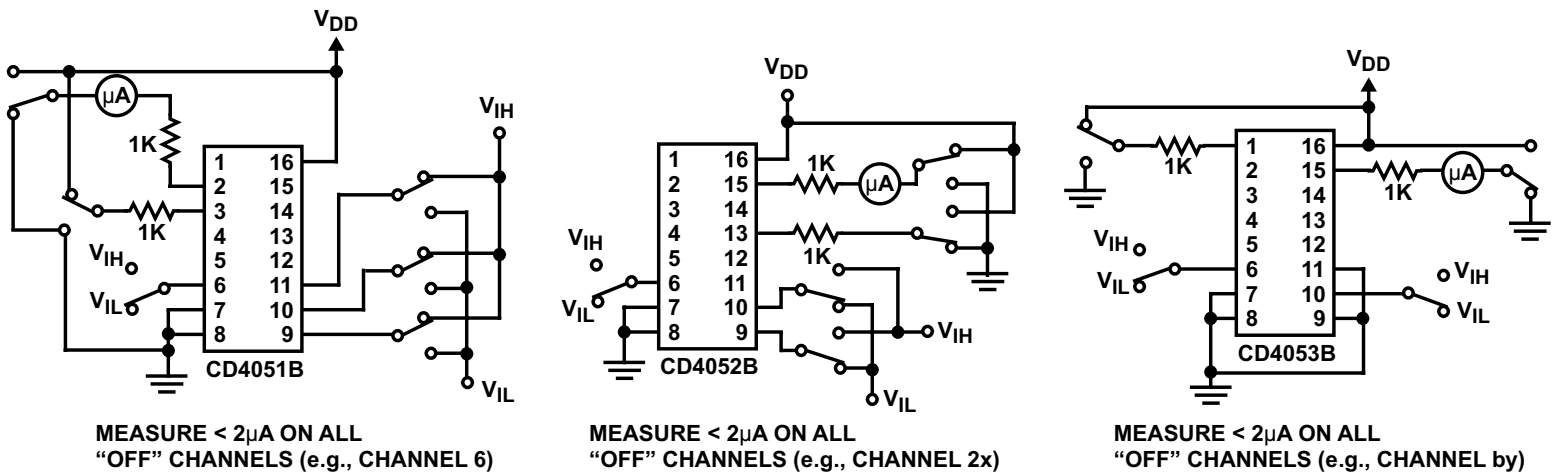 VDD
µA
1K
1K
VIH
VIL
1 16
2 15
3 14
4 13
5 12
6 11
7 10
8 9
CD4051B
VIH
VIL
MEASURE < 2µA ON ALL
“OFF” CHANNELS (e.g., CHANNEL 6)
VDD
1K
µA
1K
VIH
VIL
1 16
2 15
3 14
4 13
5 12
6 11
7 10
8 9
CD4052B
VIH
VIL
MEASURE < 2µA ON ALL
“OFF” CHANNELS (e.g., CHANNEL 2x)
VDD
1K
1K
µA
VIH
VIL
1 16
2 15
3 14
4 13
5 12
6 11
7 10
8 9
CD4053B
VIH
VIL
MEASURE < 2µA ON ALL
“OFF” CHANNELS (e.g., CHANNEL by)